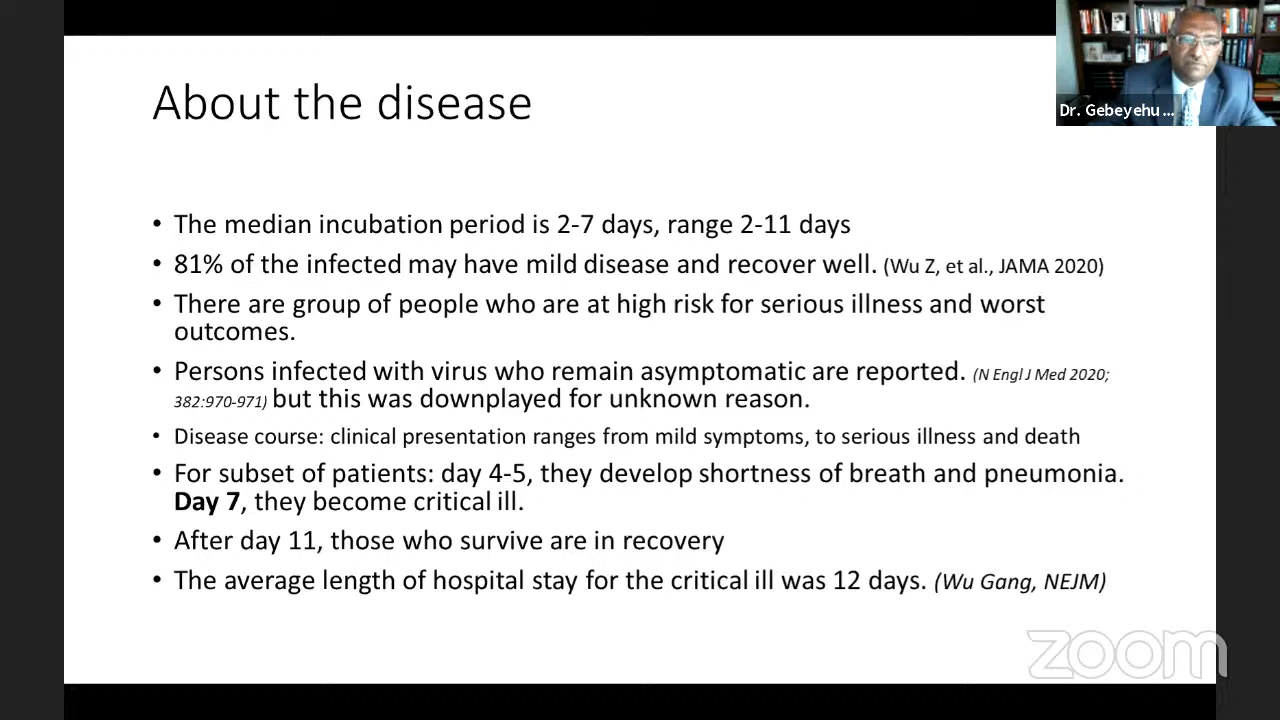 About the disease
Dr. Gebeyehu ...
• The median incubation period is 2-7 days, range 2-11 days
• 81% of the infected may have mild disease and recover well. (Wu Z, et al., JAMA 2020)
• There are group of people who are at high risk for serious illness and worst
outcomes.
• Persons infected with virus who remain asymptomatic are reported. (N Engl J Med 2020;
382:970-971) but this was downplayed for unknown reason.
• Disease course: clinical presentation ranges from mild symptoms, to serious illness and death
• For subset of patients: day 4-5, they develop shortness of breath and pneumonia.
Day 7, they become critical ill.
• After day 11, those who survive are in recovery
• The average length of hospital stay for the critical ill was 12 days. (Wu Gang, NEJM)
zoom